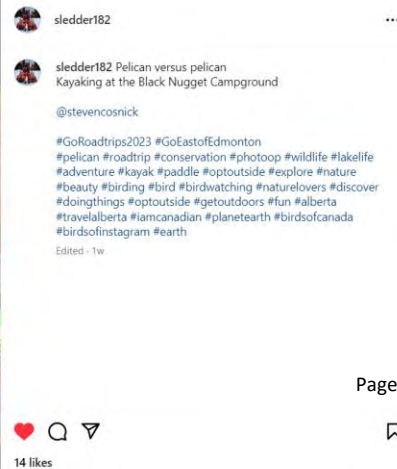 sledder182
sledder182 Pelican versus pelican
Kayaking at the Black Nugget Campground
@stevencosnick
#GoRoadtrips2023 #GoEastofEdmonton
#pelican #roadtrip #conservation #photoop #wildlife #lakelife
#adventure #kayak #paddle #optoutside #explore #nature
#beauty #birding #bird #birdwatching #naturelovers #discover
#doingthings #optoutside #getoutdoors #fun #alberta
#travelalberta #iamcanadian #planetearth #birdsofcanada
#birdsofinstagram #earth
Edited · 1w
Page
14 likes